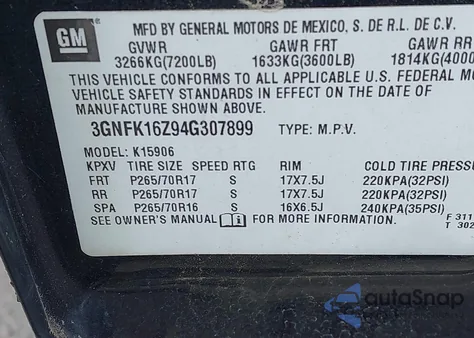 GM
MFD BY GENERAL MOTORS DE MEXICO, S. DE R.L. DE C.V.
GVWR GAWR FRT GAWR RR
3266KG(7200LB) 1633KG(3600LB) 1814KG(4000
THIS VEHICLE CONFORMS TO ALL APPLICABLE U.S. FEDERAL MO
VEHICLE SAFETY STANDARDS IN EFFECT ON THE DATE OF
MANUFACTURE SHOWN ABOVE.
3GNFK16Z94G307899 TYPE: M.P.V.
MODEL: K15906
KPXV TIRE SIZE SPEED RTG RIM COLD TIRE PRESSU
FRT P265/70R17 S 17X7.5J 220KPA(32PSI)
RR P265/70R17 S 17X7.5J 220KPA(32PSI)
SPA P265/70R16 S 16X6.5J 240KPA(35PSI)
SEE OWNER'S MANUAL FOR MORE INFORMATION.
F 311
T 302
autoSnap